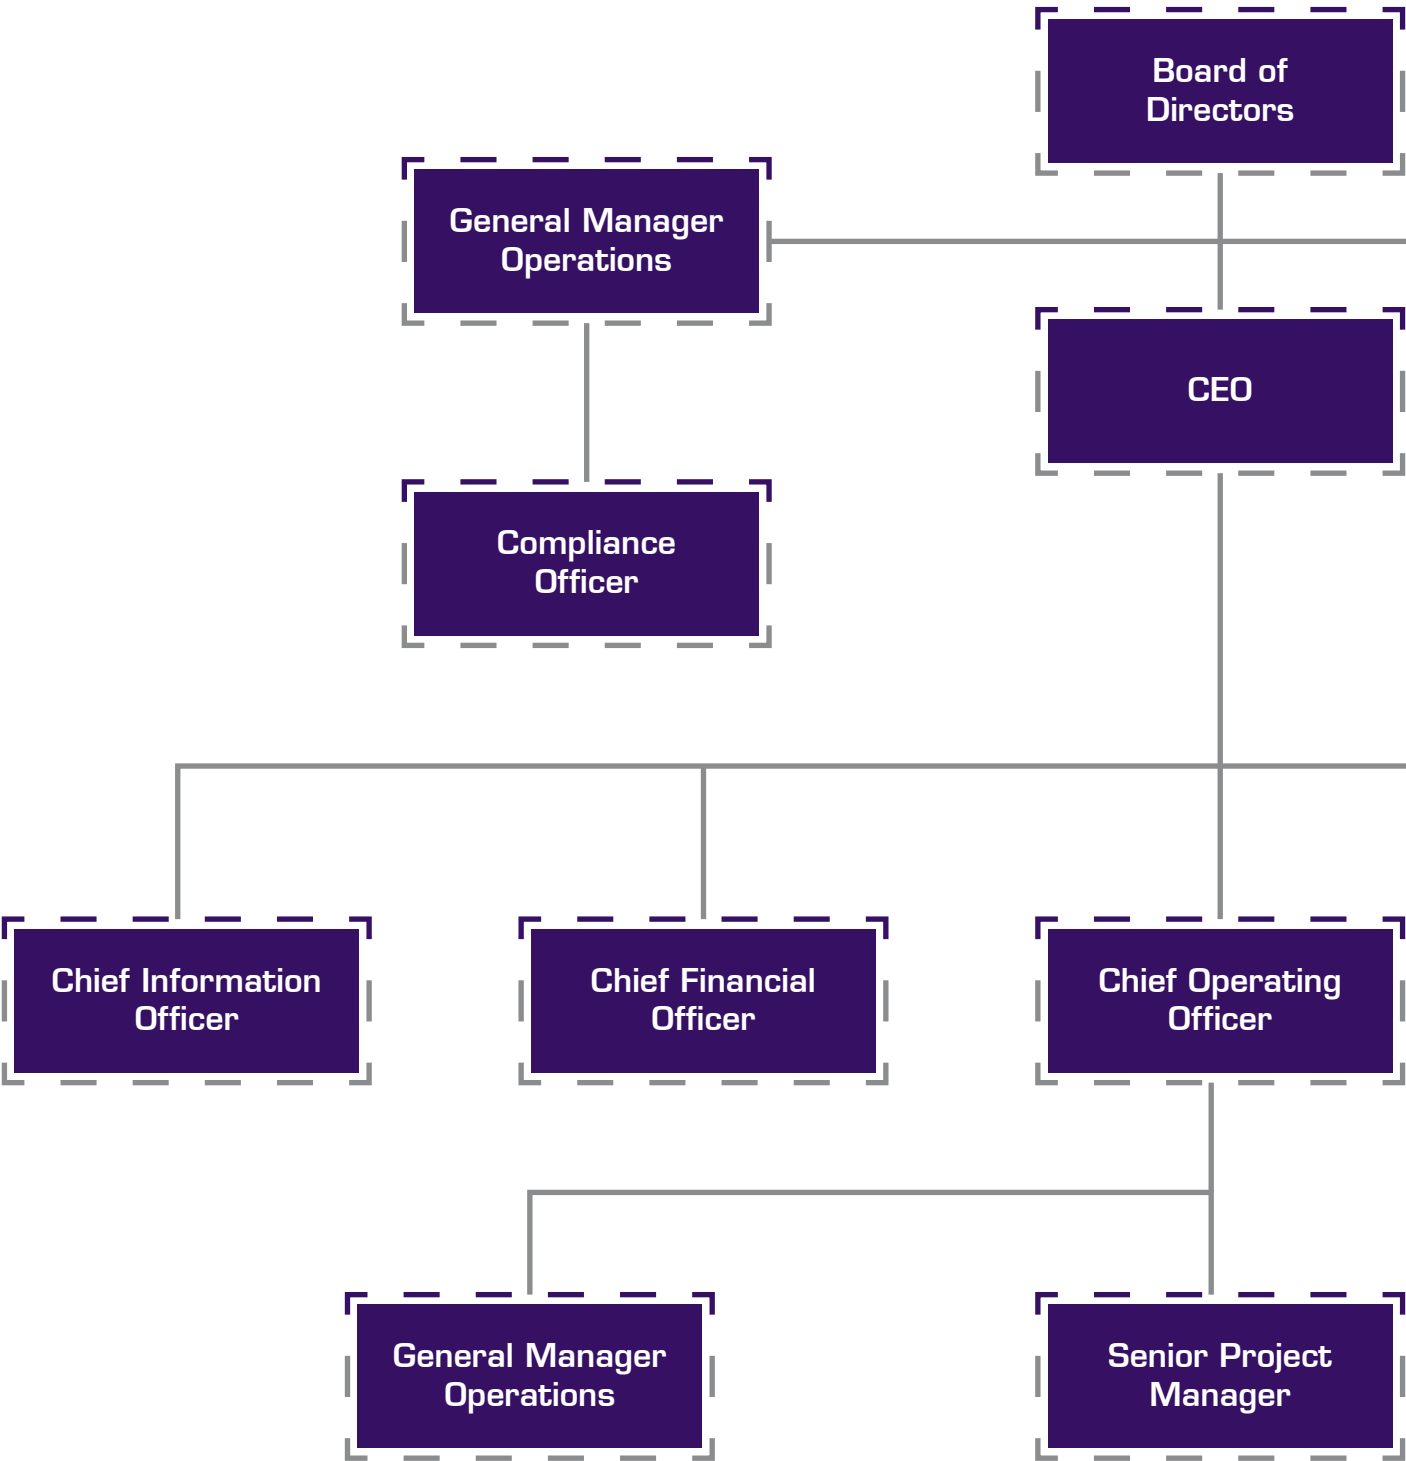 Board of
Directors
General Manager
Operations
CEO
Compliance
Officer
Chief Information
Officer
Chief Financial
Officer
Chief Operating
Officer
General Manager
Operations
Senior Project
Manager